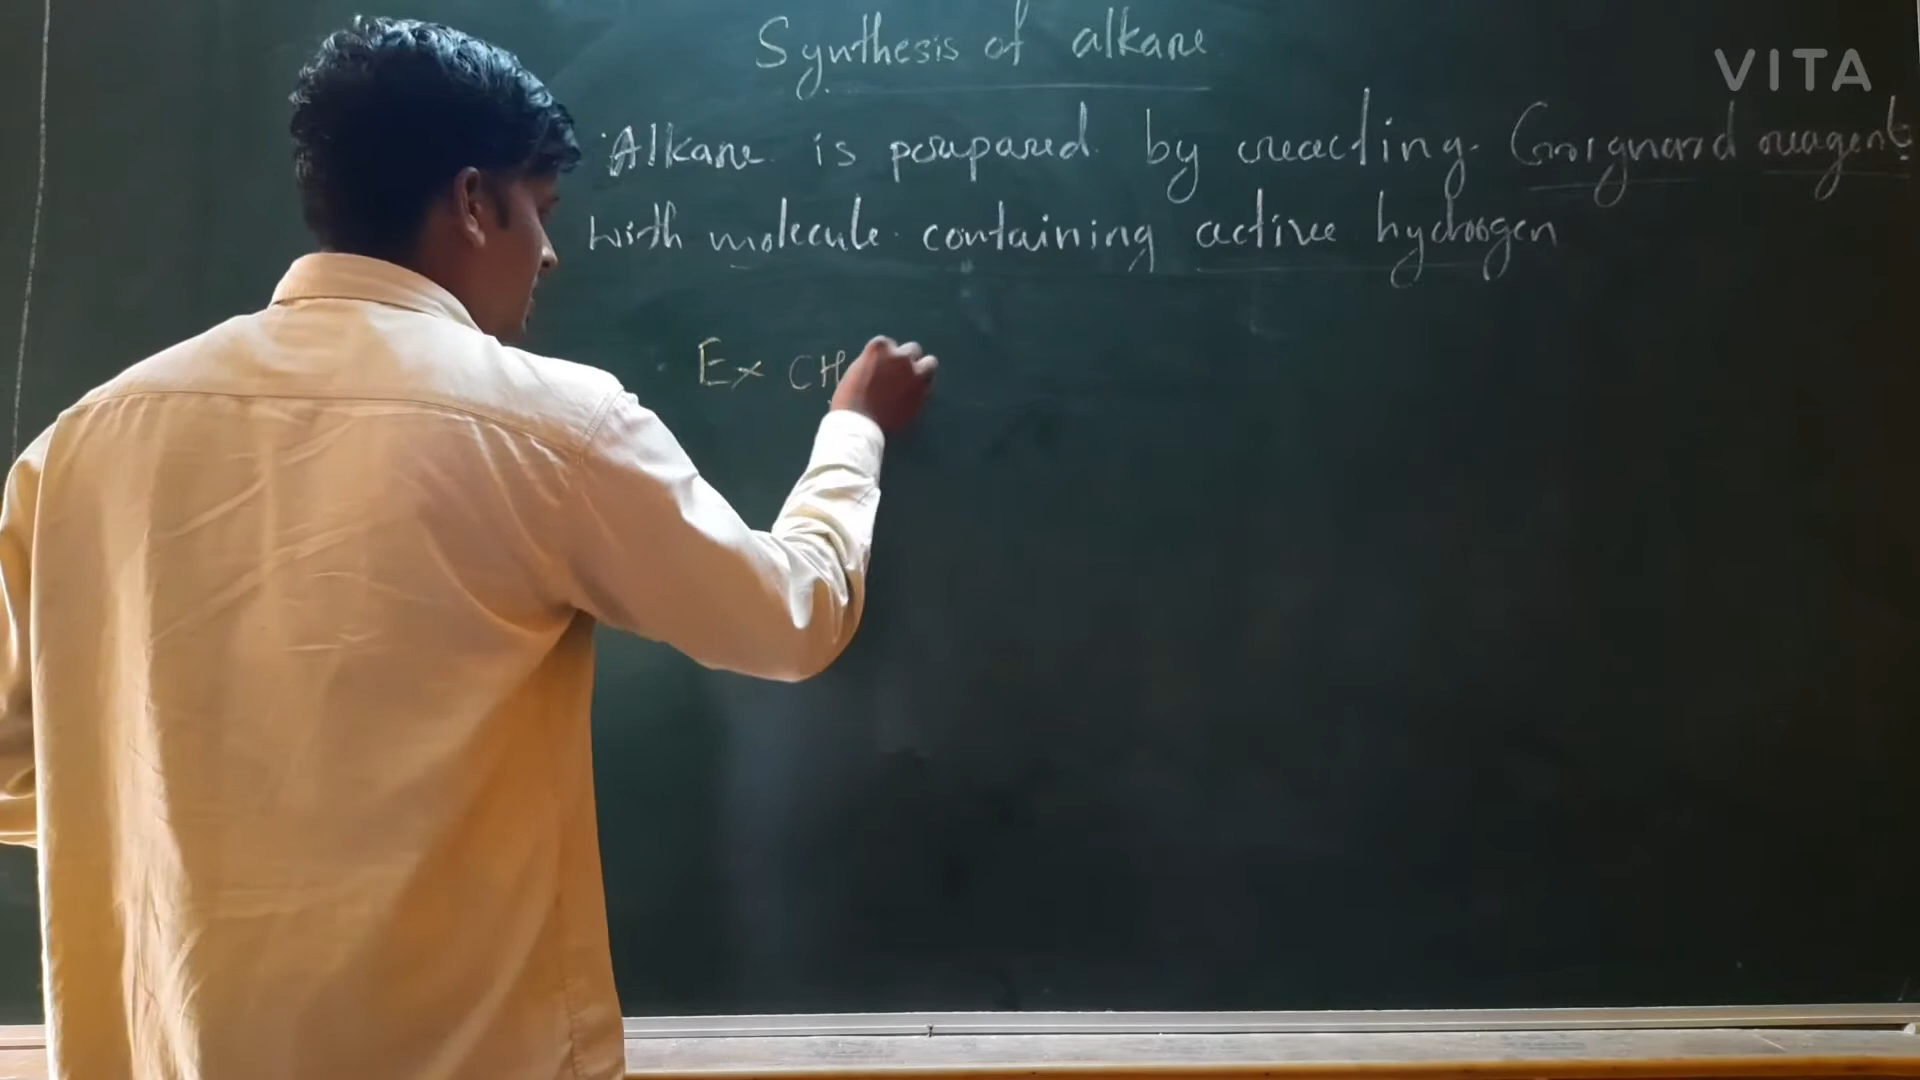 Synthesis of alkane
VITA
Alkane is prepared by reacting Grignard reagent
with molecule containing active hydrogen
Ex CH